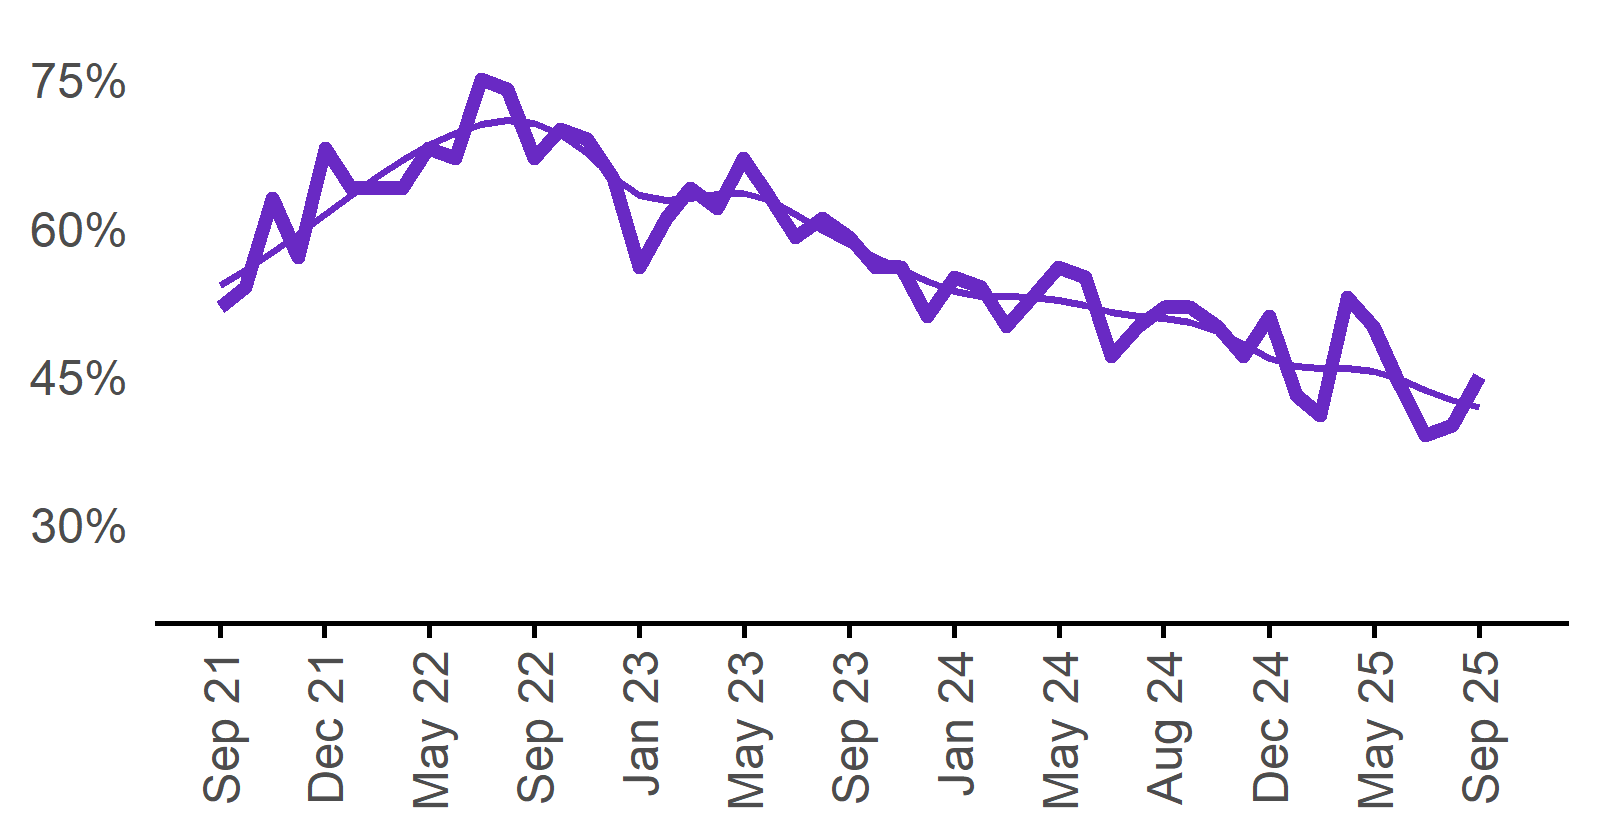 75%
60%
45%
30%
Sep 21
Dec 21
May 22
Sep 22
Jan 23
May 23
Sep 23
Jan 24
May 24
Aug 24
Dec 24
May 25
Sep 25